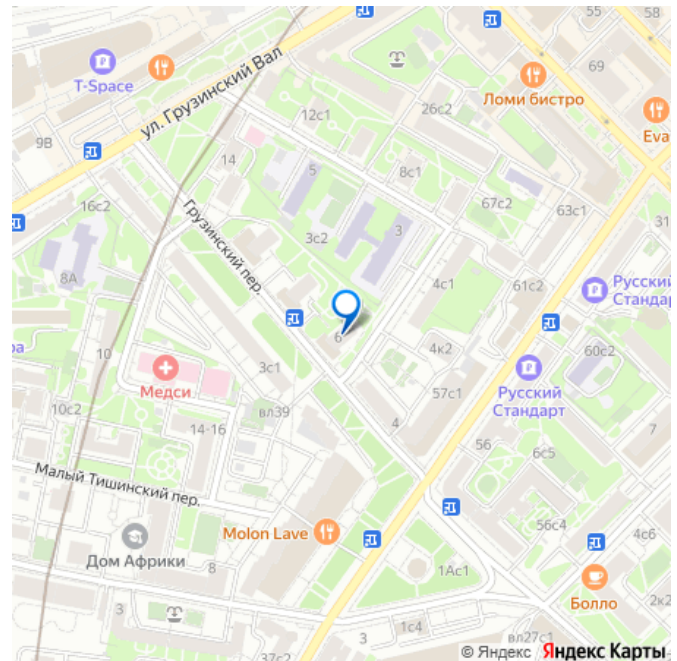 55
58
T-Space
69
Ломи бистро
ул. Грузинский Вал
26с2
12с1
Eva
9В
14
5
8с1
67с2
63с1
16с2
Грузинский пер.
3с2
3
31
8А
4с1
61с2
Русский
Стандар
6
ра
10
3с1
4к2
60с2
Медси
57с1
Русский
Стандарт
10с2
вл39
14-16
4
7
56
6с5
Малый Тишинский пер.
Molon Lave
56с4
4с6
Дом Африки
8
1Ас1
Болло
2к2
3
1с4
3
вл27с1
37с2
© Яндекс Яндекс Карты